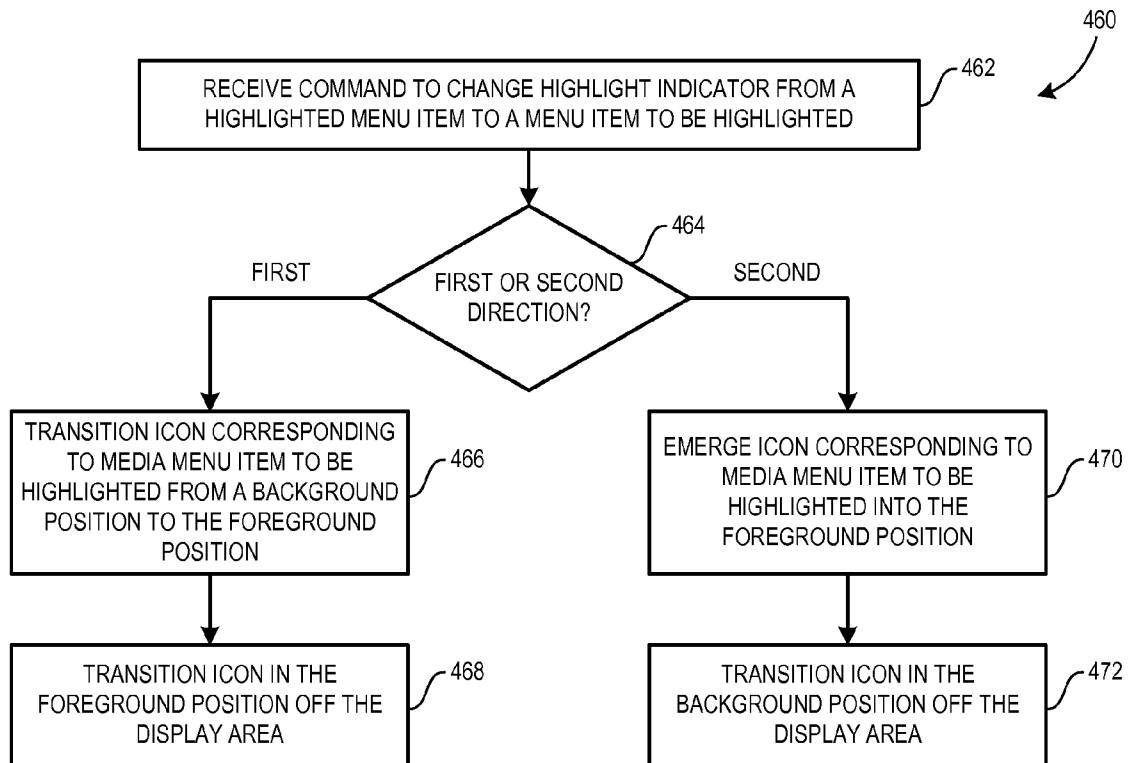 460
RECEIVE COMMAND TO CHANGE HIGHLIGHT INDICATOR FROM A
HIGHLIGHTED MENU ITEM TO A MENU ITEM TO BE HIGHLIGHTED
462
464
FIRST
FIRST OR SECOND
DIRECTION?
SECOND
TRANSITION ICON CORRESPONDING
TO MEDIA MENU ITEM TO BE
HIGHLIGHTED FROM A BACKGROUND
POSITION TO THE FOREGROUND
POSITION
466
EMERGE ICON CORRESPONDING TO
MEDIA MENU ITEM TO BE
HIGHLIGHTED INTO THE
FOREGROUND POSITION
470
TRANSITION ICON IN THE
FOREGROUND POSITION OFF THE
DISPLAY AREA
468
TRANSITION ICON IN THE
BACKGROUND POSITION OFF THE
DISPLAY AREA
472